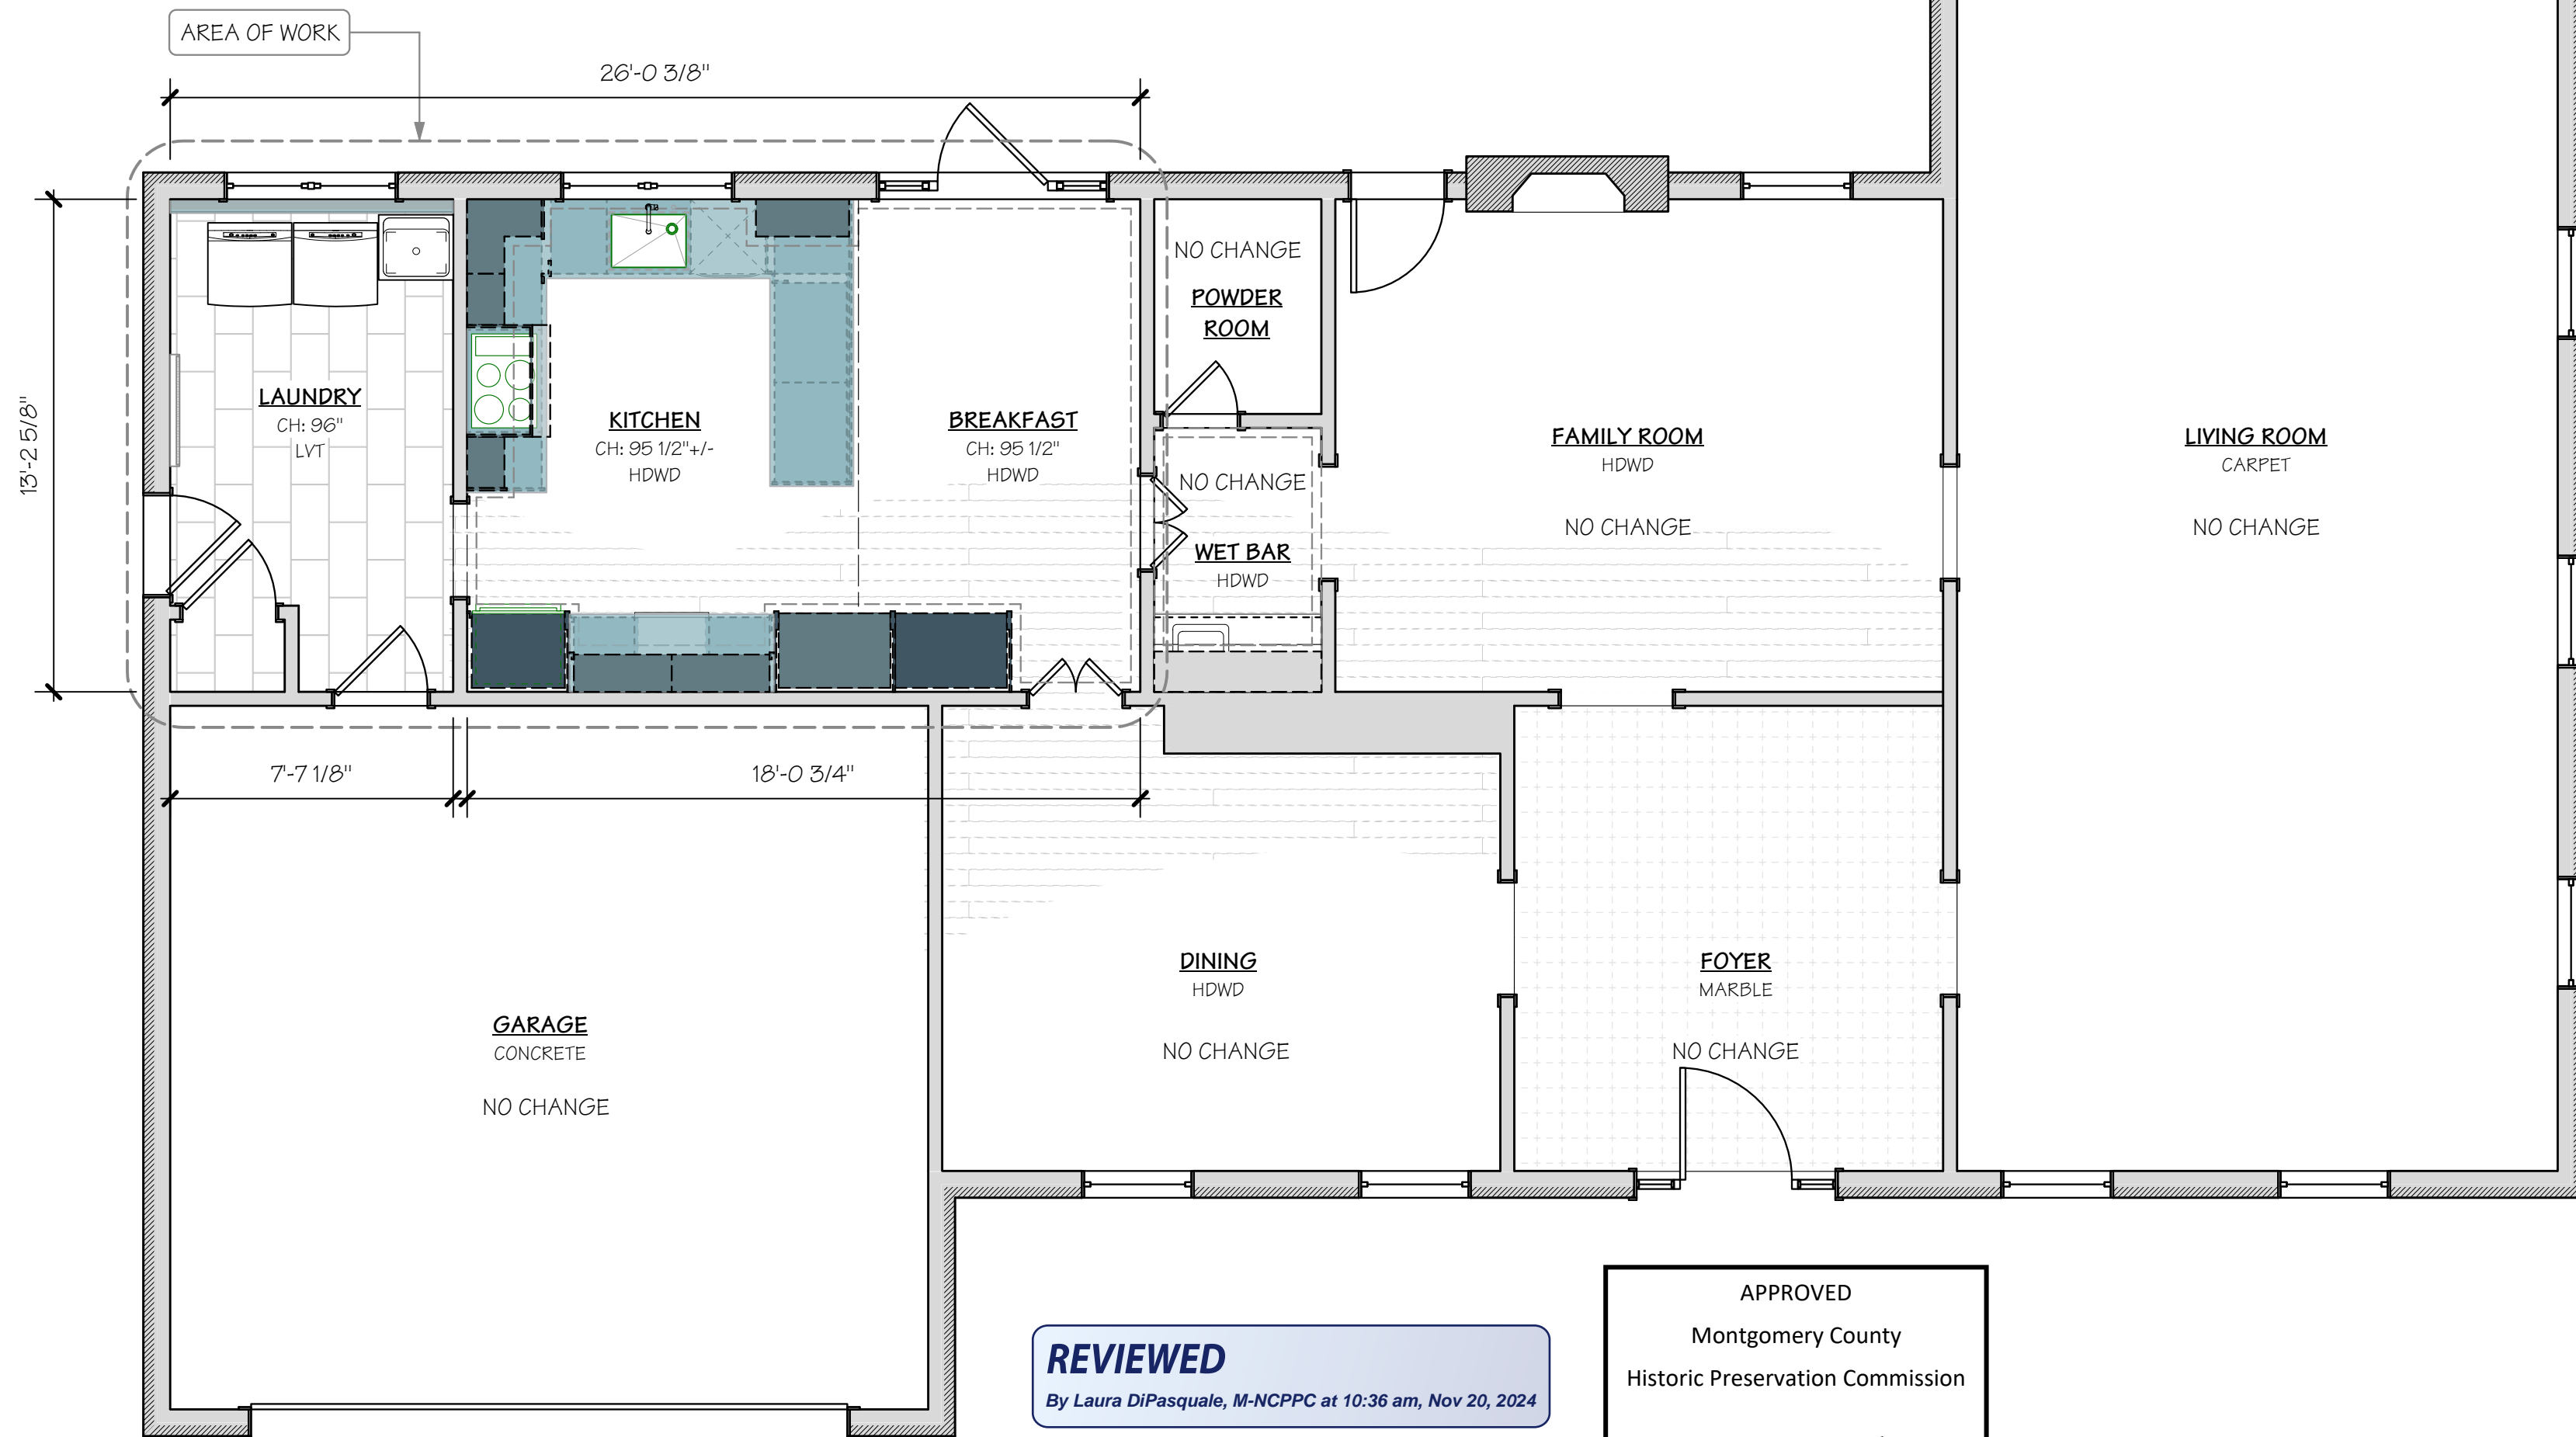 AREA OF WORK
26'-0 3/8"
13'-2 5/8"
LAUNDRY
CH: 96"
LVT
KITCHEN
CH: 95 1/2"+/-
HDWD
BREAKFAST
CH: 95 1/2"
HDWD
NO CHANGE
POWDER
ROOM
NO CHANGE
WET BAR
HDWD
FAMILY ROOM
HDWD
NO CHANGE
LIVING ROOM
CARPET
NO CHANGE
7'-7 1/8"
18'-0 3/4"
GARAGE
CONCRETE
NO CHANGE
DINING
HDWD
NO CHANGE
FOYER
MARBLE
NO CHANGE
REVIEWED
By Laura DiPasquale, M-NCPPC at 10:36 am, Nov 20, 2024
APPROVED
Montgomery County
Historic Preservation Commission